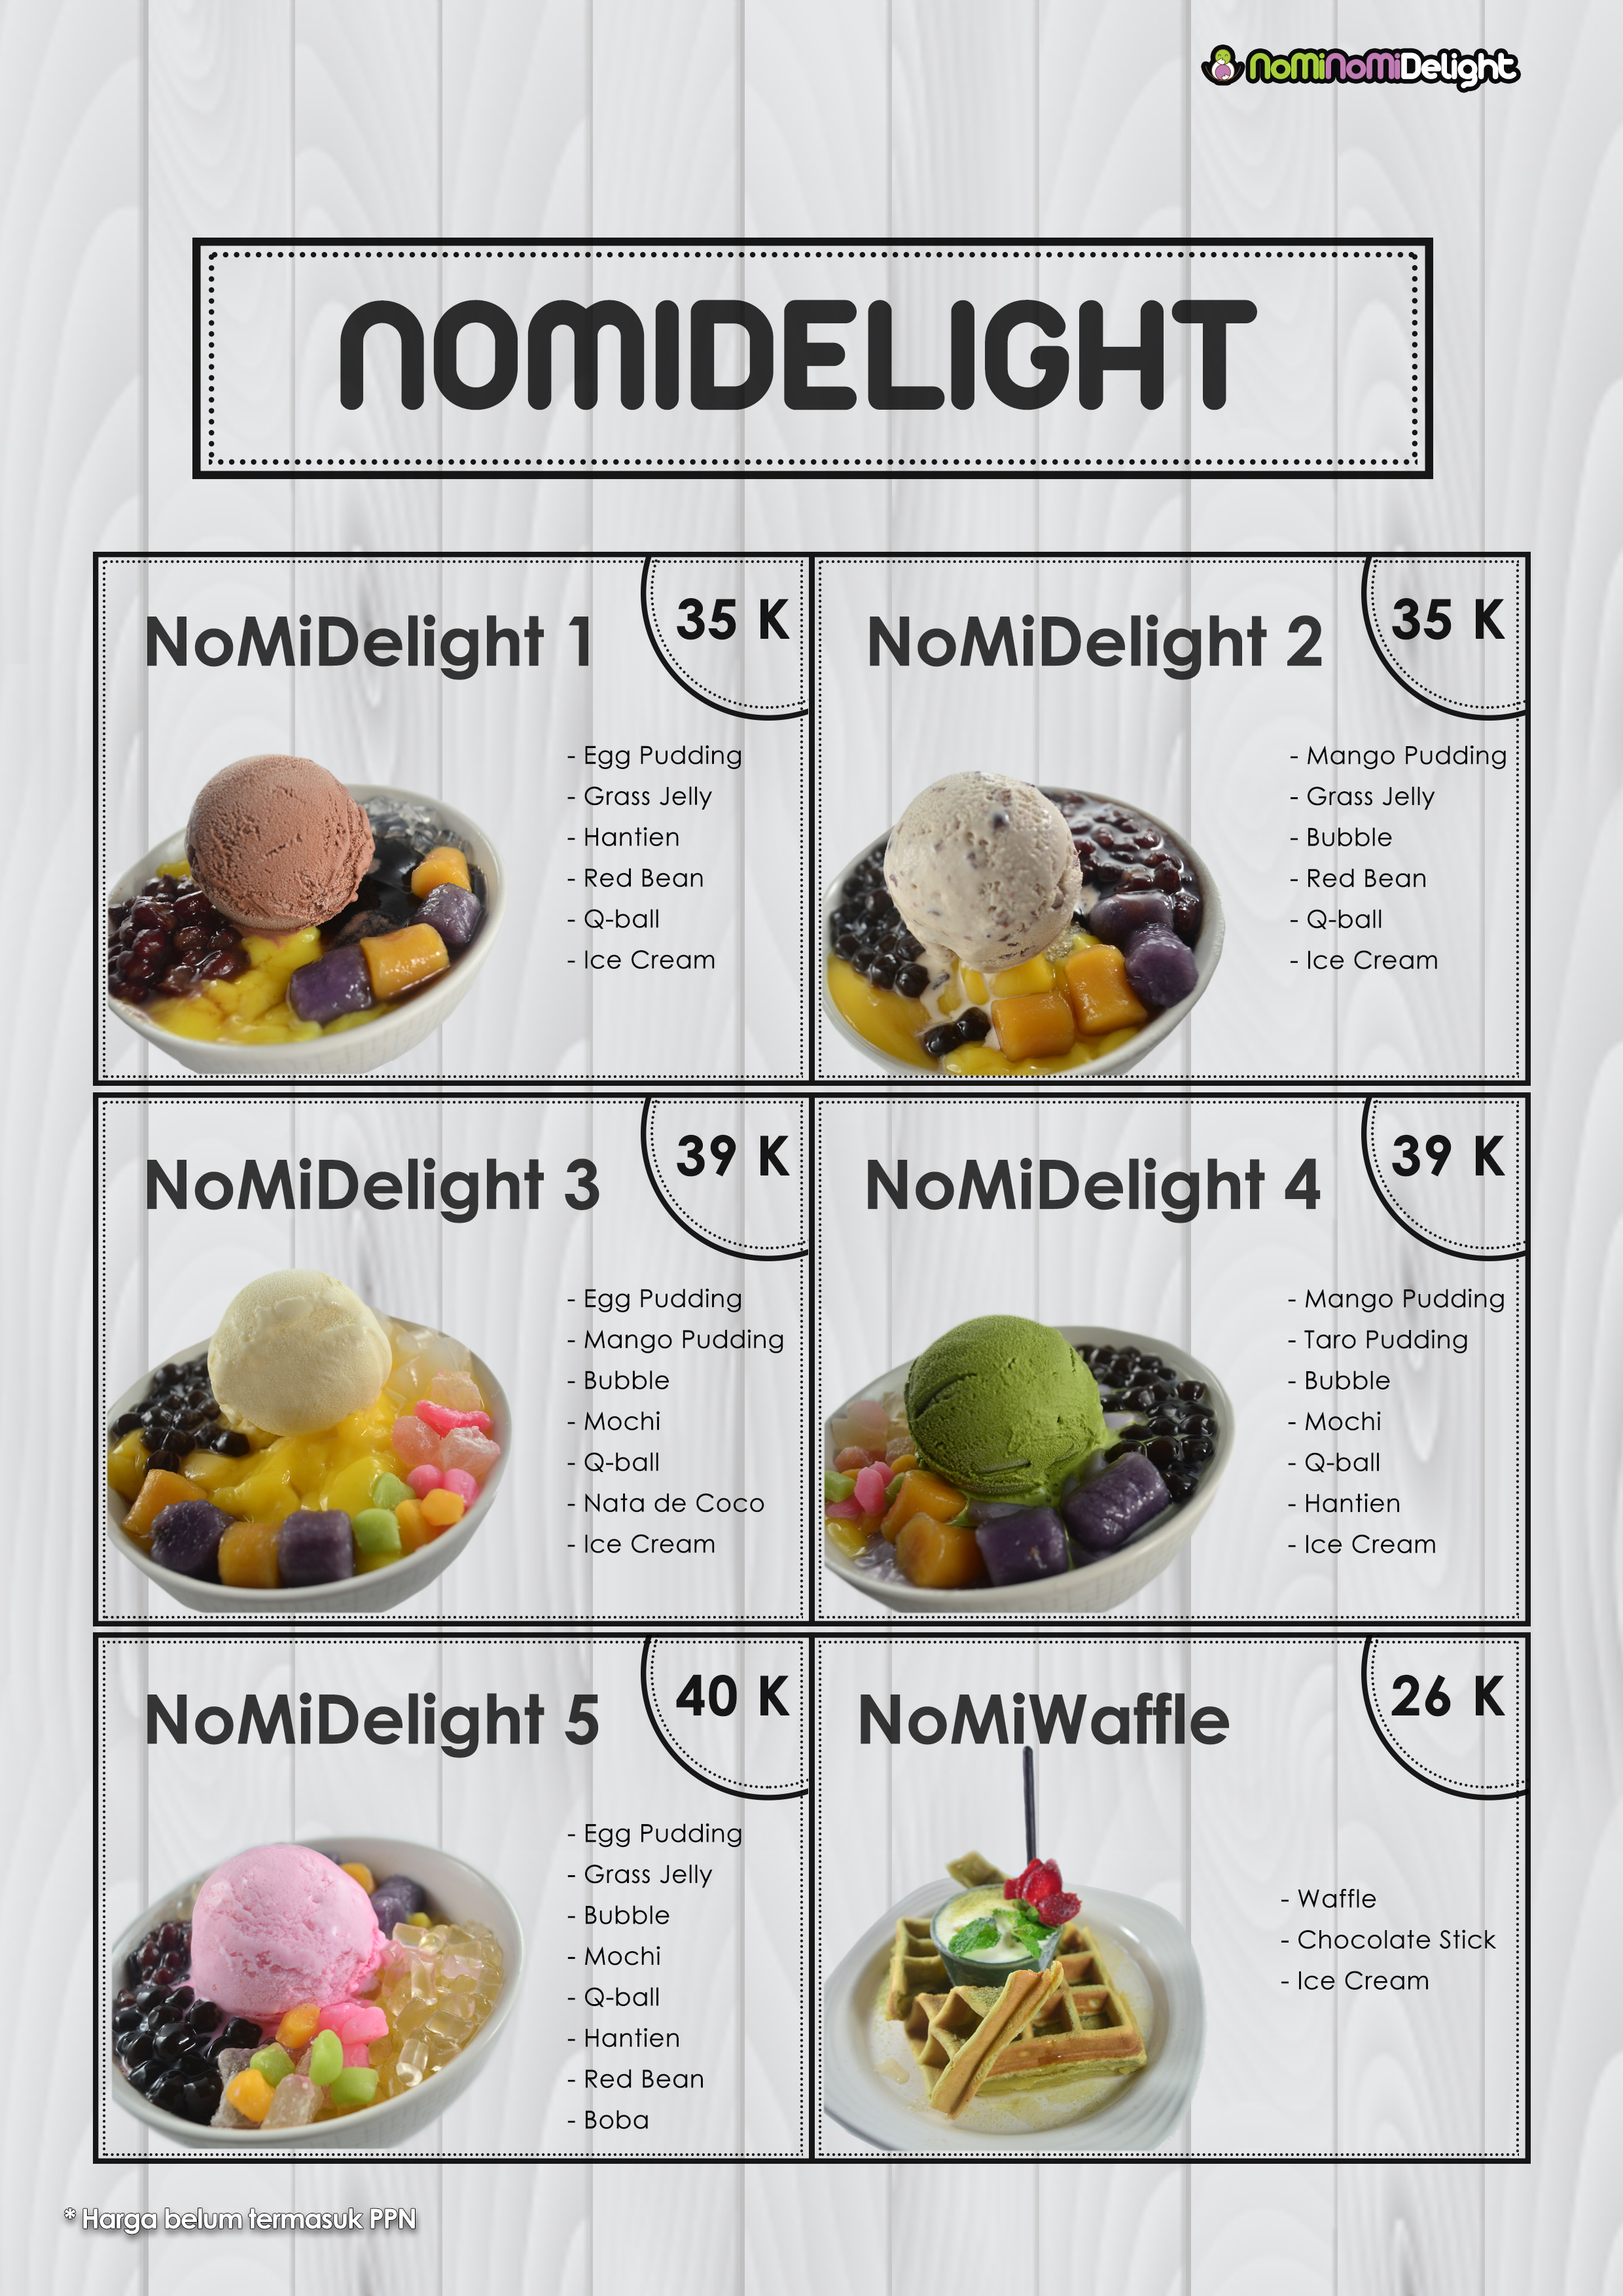 NoMiNoMiDelight
NOMIDELIGHT
NoMiDelight 1
35 K
- Egg Pudding
- Grass Jelly
- Hantien
- Red Bean
- Q-ball
- Ice Cream
NoMiDelight 2
35 K
- Mango Pudding
- Grass Jelly
- Bubble
- Red Bean
- Q-ball
- Ice Cream
NoMiDelight 3
39 K
- Egg Pudding
- Mango Pudding
- Bubble
- Mochi
- Q-ball
- Nata de Coco
- Ice Cream
NoMiDelight 4
39 K
- Mango Pudding
- Taro Pudding
- Bubble
- Mochi
- Q-ball
- Hantien
- Ice Cream
NoMiDelight 5
40 K
- Egg Pudding
- Grass Jelly
- Bubble
- Mochi
- Q-ball
- Hantien
- Red Bean
- Boba
NoMiWaffle
26 K
- Waffle
- Chocolate Stick
- Ice Cream
* Harga belum termasuk PPN